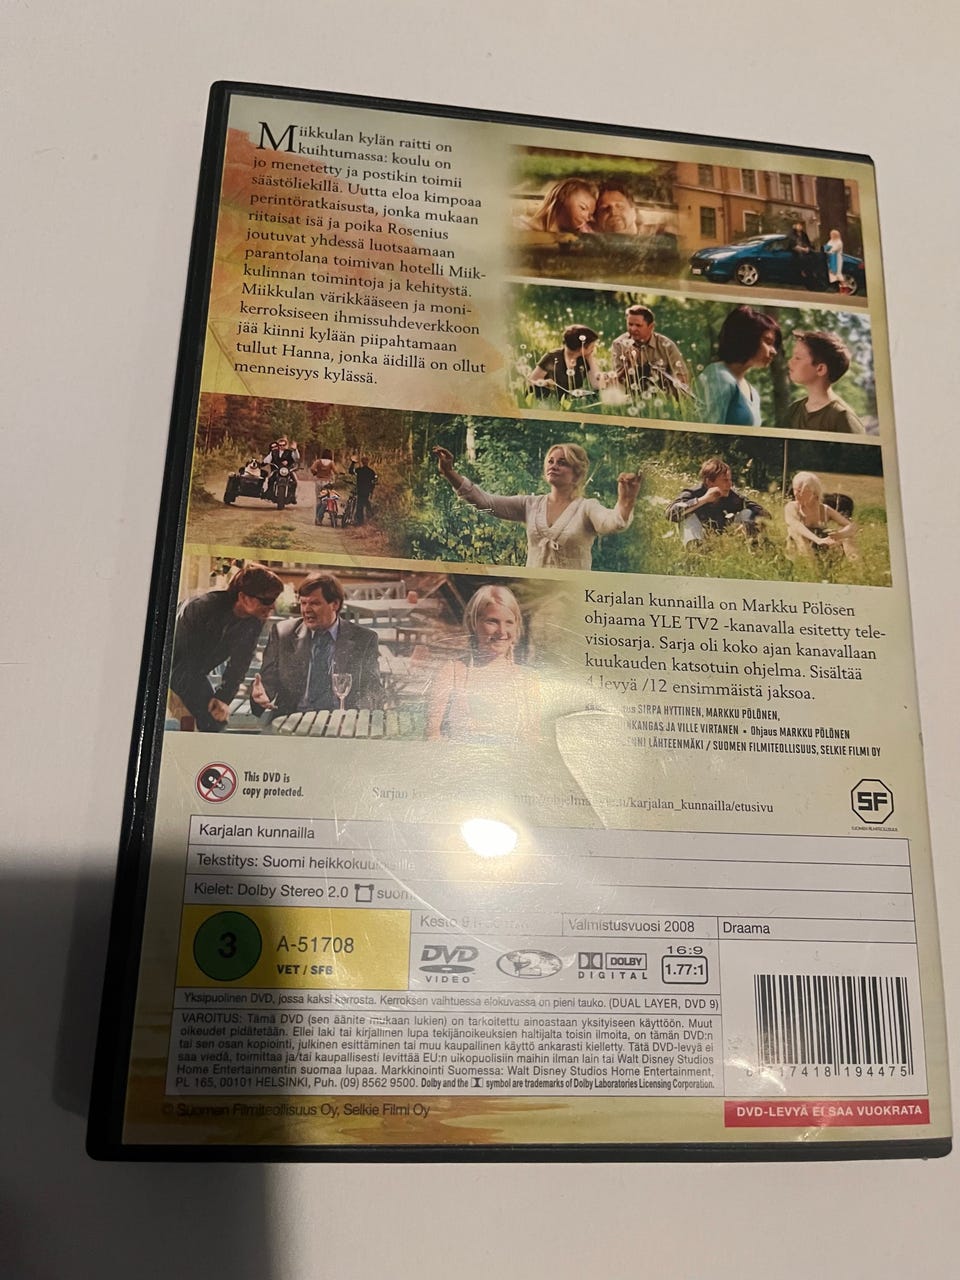 Miikkulan kylän raitti on
kuihtumassa: koulu on
jo menetetty ja postikin toimii
säästöliekillä. Uutta eloa kimpoaa
perintöratkaisusta, jonka mukaan
riitaisat isä ja poika Rosenius
joutuvat yhdessä luotsaamaan
parantolana toimivan hotelli Miik-
kulinnan toimintoja ja kehitystä.
Miikkulan värikkääseen ja moni-
kerroksiseen ihmissuhdeverkkoon
jää kiinni kylään piipahtamaan
tullut Hanna, jonka äidillä on ollut
menneisyys kylässä.
Karjalan kunnailla on Markku Pölösen
ohjaama YLE TV2 -kanavalla esitetty tele-
visiosarja. Sarja oli koko ajan kanavallaan
kuukauden katsotuin ohjelma. Sisältää
4 levyä /12 ensimmäistä jaksoa.
SIRPA HYTTINEN, MARKKU PÖLÖNEN,
JA VILLE VIRTANEN • Ohjaus MARKKU PÖLÖNEN
LÄHTEENMÄKI / SUOMEN FILMITEOLLISUUS, SELKIE FILMI OY
This DVD is
copy protected.
Sarjan /karjalan_kunnailla/etusivu
SF
SUOMEN FILMITEOLLISUUS
Karjalan kunnailla
Tekstitys: Suomi
Kielet: Dolby Stereo 2.0
3
A-51708
VET / SFB
Kesto
Valmistusvuosi 2008
Draama
DVD
VIDEO
DOLBY
DIGITAL
16:9
1.77:1
Yksipuolinen DVD, jossa kaksi kerrosta. Kerroksen vaihtuessa elokuvassa on pieni tauko. (DUAL LAYER, DVD 9)
VAROITUS: Tämä DVD (sen äänite mukaan lukien) on tarkoitettu ainoastaan yksityiseen käyttöön. Muut
oikeudet pidätetään. Ellei laki tai kirjallinen lupa tekijänoikeuksien haltijalta toisin ilmoita, on tämän DVD:n
tai sen osan kopiointi, julkinen esittäminen tai muu kaupallinen käyttö ankarasti kielletty. Tätä DVD-levyä ei
saa viedä, toimittaa ja/tai kaupallisesti levittää EU:n ulkopuolisiin maihin ilman lain tai Walt Disney Studios
Home Entertainmentin suomaa lupaa. Markkinointi Suomessa: Walt Disney Studios Home Entertainment,
PL 165, 00101 HELSINKI, Puh. (09) 8562 9500. Dolby and the symbol are trademarks of Dolby Laboratories Licensing Corporation.
8 717418 194475
© Suomen Filmiteollisuus Oy, Selkie Filmi Oy
DVD-LEVYÄ EI SAA VUOKRATA